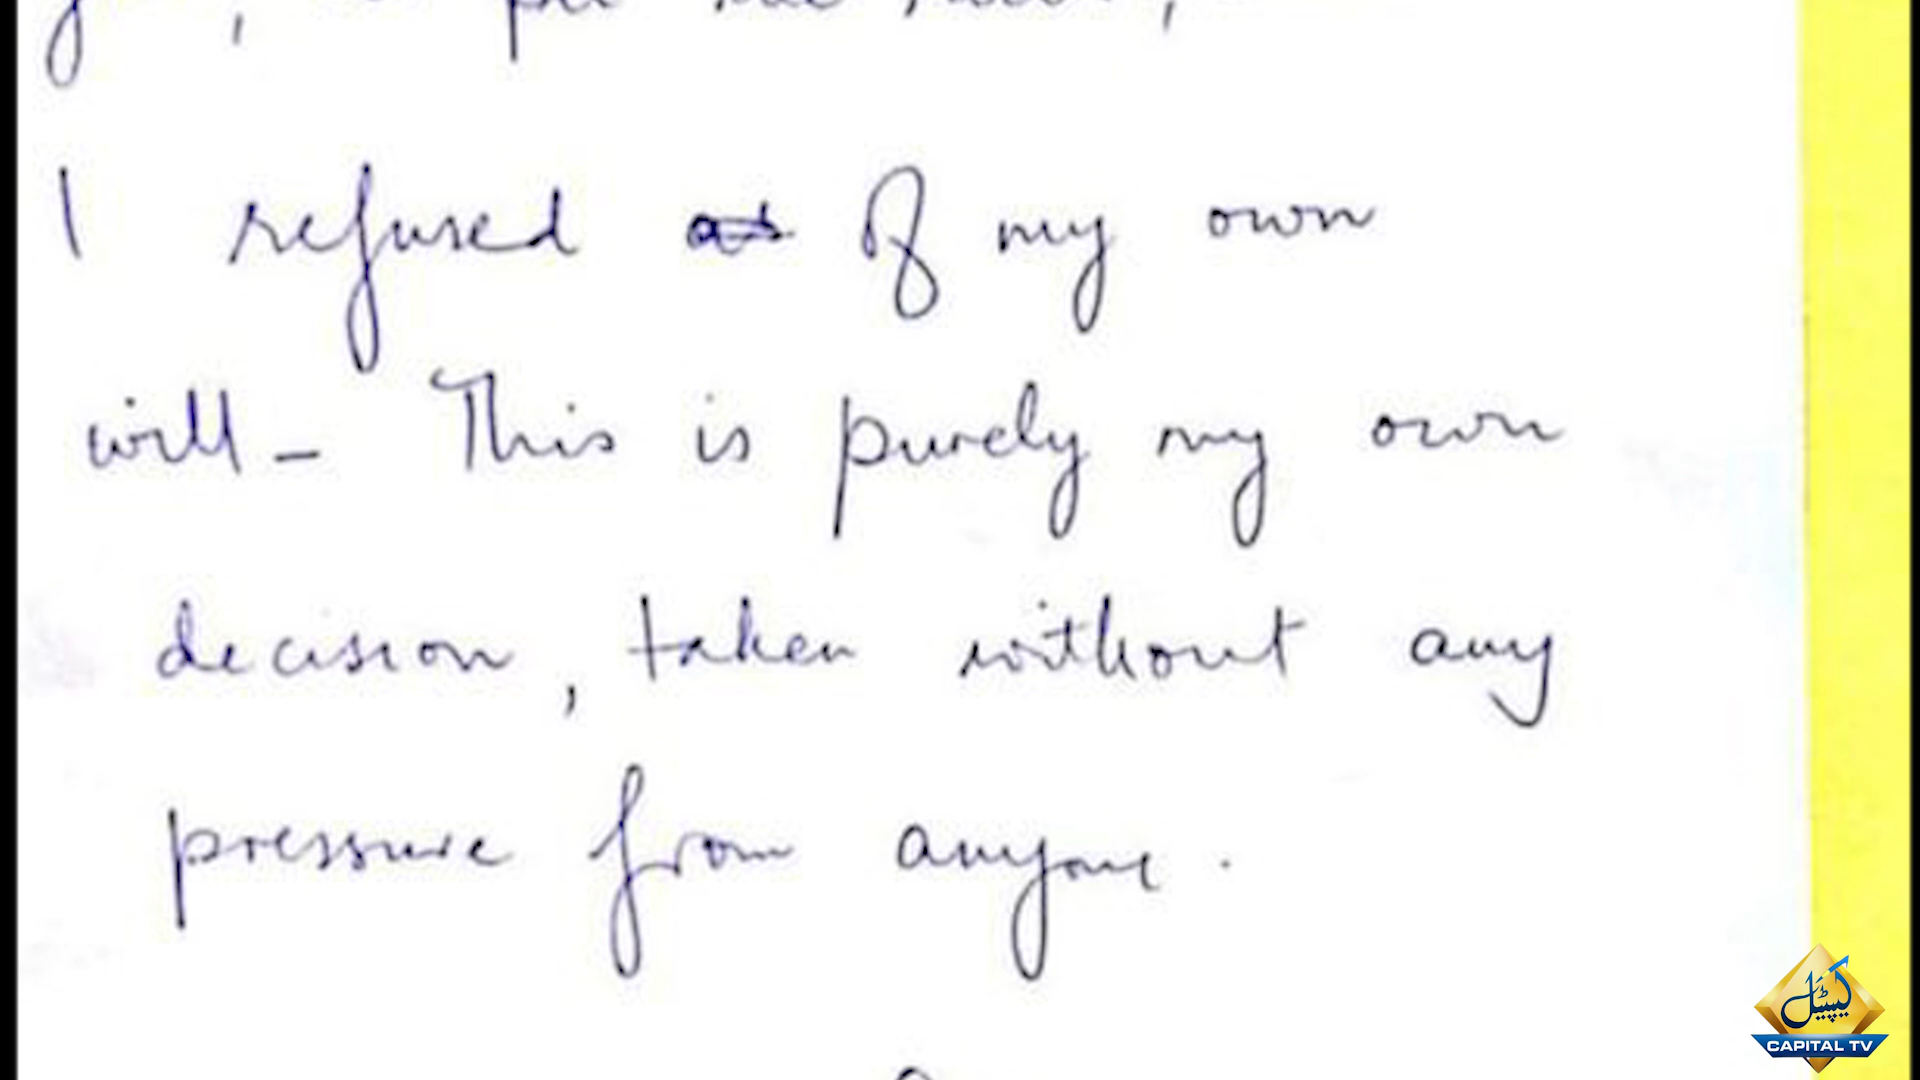 I refused of my own
will - This is purely my own
decision, taken without any
pressure from anyone.
کیپیٹل
CAPITAL TV